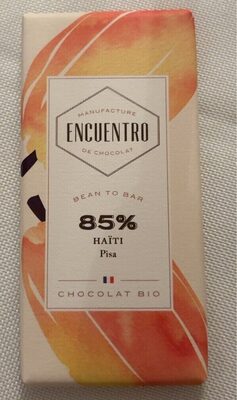 MANUFACTURE
ENCUENTRO
DE CHOCOLAT
BEAN TO BAR
85%
HAÏTI
Pisa
CHOCOLAT BIO